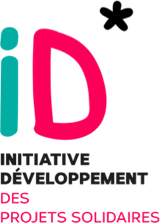 iD*
INITIATIVE
DÉVELOPPEMENT
DES
PROJETS SOLIDAIRES